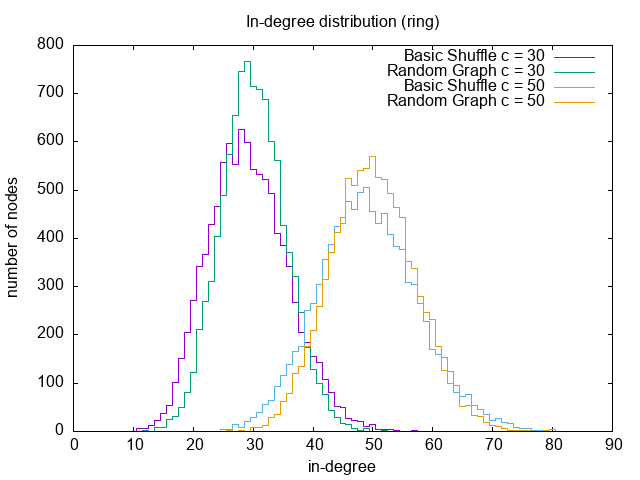 In-degree distribution (ring)
Basic Shuffle c = 30
Random Graph c = 30
Basic Shuffle c = 50
Random Graph c = 50
800
700
600
500
400
300
200
100
0
number of nodes
0 10 20 30 40 50 60 70 80 90
in-degree